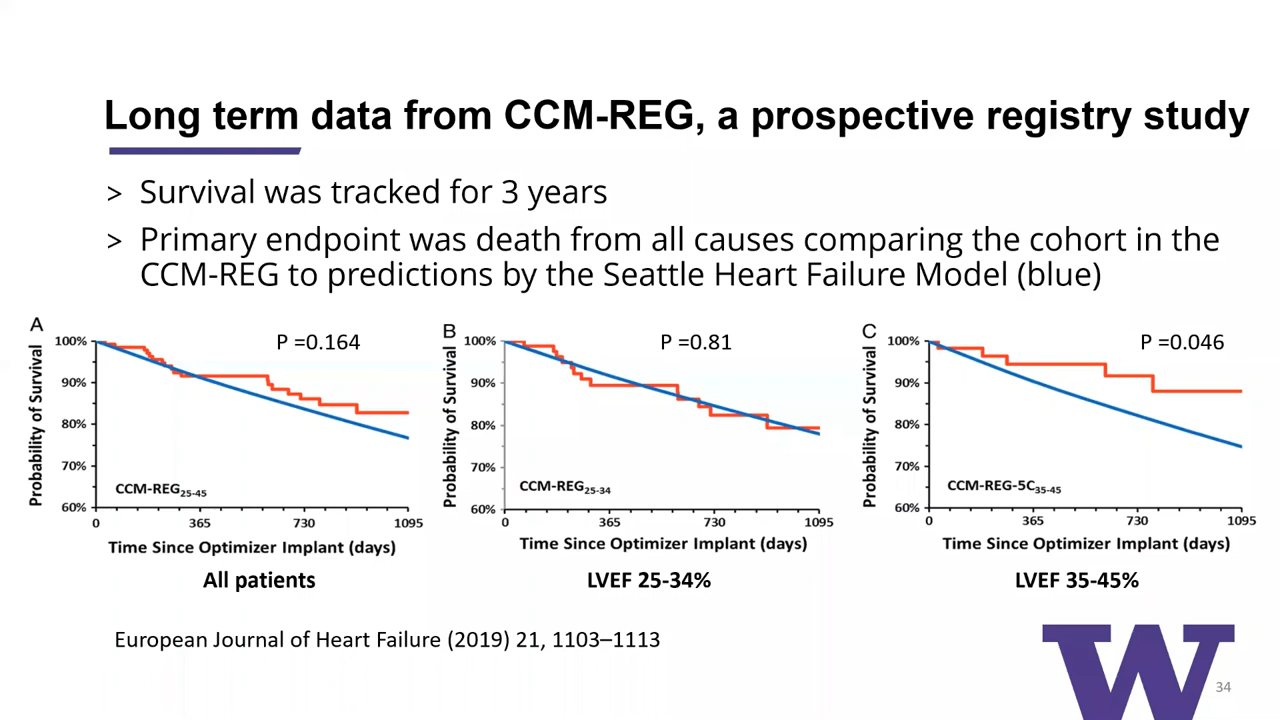 Long term data from CCM-REG, a prospective registry study
> Survival was tracked for 3 years
> Primary endpoint was death from all causes comparing the cohort in the
CCM-REG to predictions by the Seattle Heart Failure Model (blue)
A
P =0.164
Probability of Survival
100%
90%
80%
70%
60%
CCM-REG25-45
0 365 730 1095
Time Since Optimizer Implant (days)
All patients
B
P =0.81
Probability of Survival
100%
90%
80%
70%
60%
CCM-REG25-34
0 365 730 1095
Time Since Optimizer Implant (days)
LVEF 25-34%
C
P =0.046
Probability of Survival
100%
90%
80%
70%
60%
CCM-REG-5C35-45
0 365 730 1095
Time Since Optimizer Implant (days)
LVEF 35-45%
European Journal of Heart Failure (2019) 21, 1103–1113
W
34